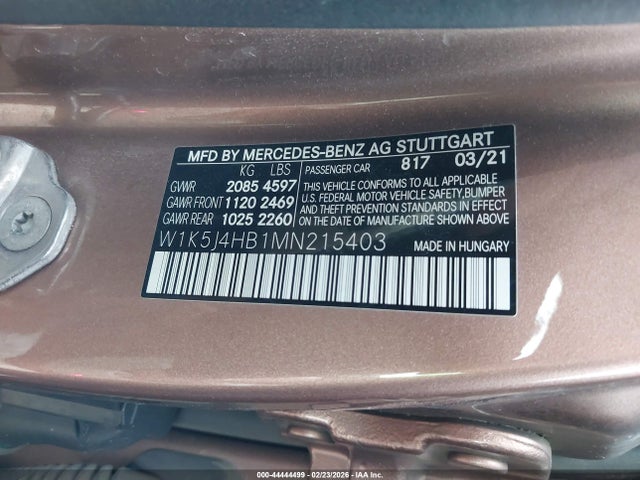 MFD BY MERCEDES-BENZ AG STUTTGART
KG LBS PASSENGER CAR 817 03/21
GVWR 2085 4597
GAWR FRONT 1120 2469
GAWR REAR 1025 2260
THIS VEHICLE CONFORMS TO ALL APPLICABLE
U.S. FEDERAL MOTOR VEHICLE SAFETY, BUMPER
AND THEFT PREVENTION STANDARDS IN EFFECT
ON THE DATE OF MANUFACTURE SHOWN ABOVE.
W1K5J4HB1MN215403 MADE IN HUNGARY
000-44444499 - 02/23/2026 - IAA Inc.